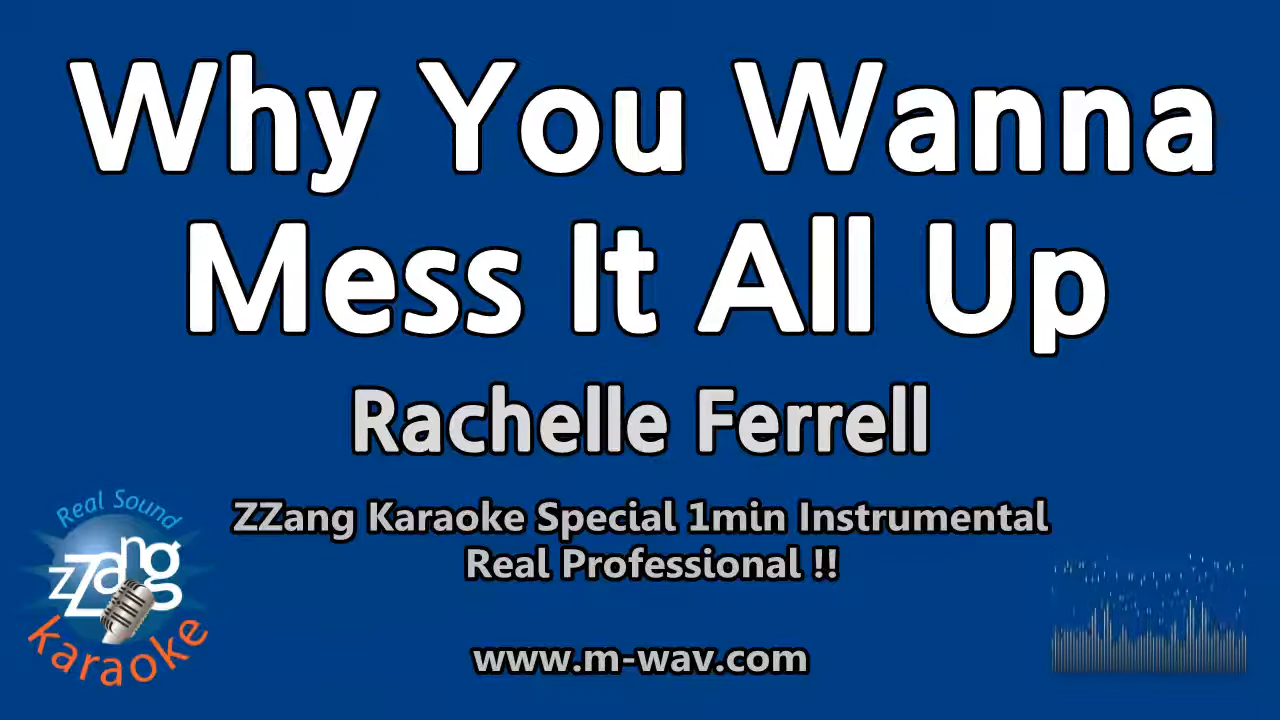 Why You Wanna
Mess It All Up
Rachelle Ferrell
ZZang Karaoke Special 1min Instrumental
Real Professional !!
www.m-wav.com
Real Sound
zZang
karaoke